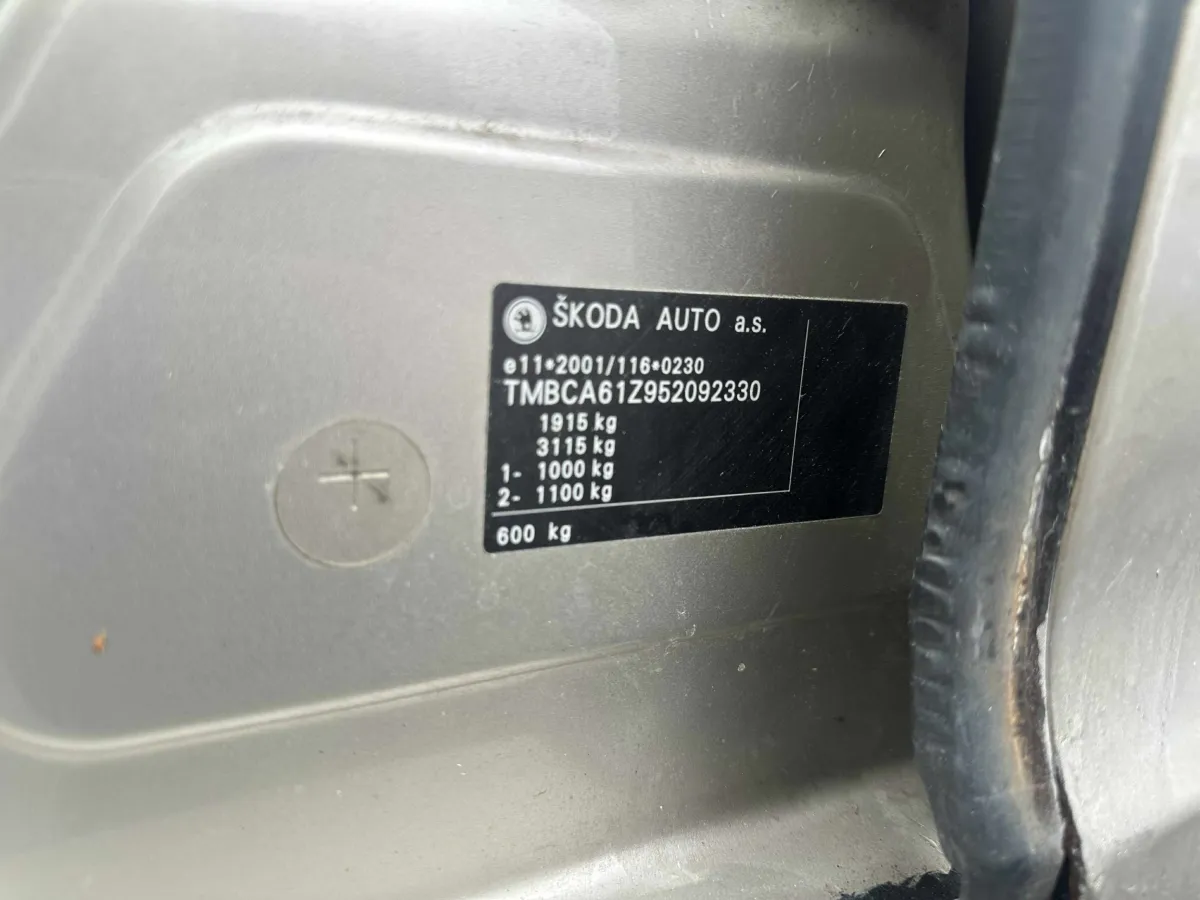 ŠKODA AUTO a.s.
e11*2001/116*0230
TMBCA61Z952092330
1915 kg
3115 kg
1- 1000 kg
2- 1100 kg
600 kg